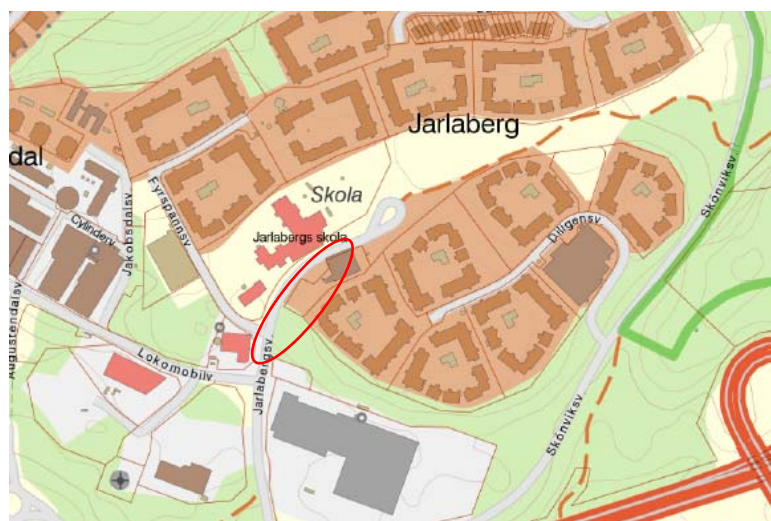 Jarlaberg
dal
Skola
Fyrspannsv
Jarlabergs skola
Skönviksv
Diligensv
Jakobsdalsv
Cylinderv
Augustendalsv
Lokomobilv
Jarlabergsv.
Skönviksv